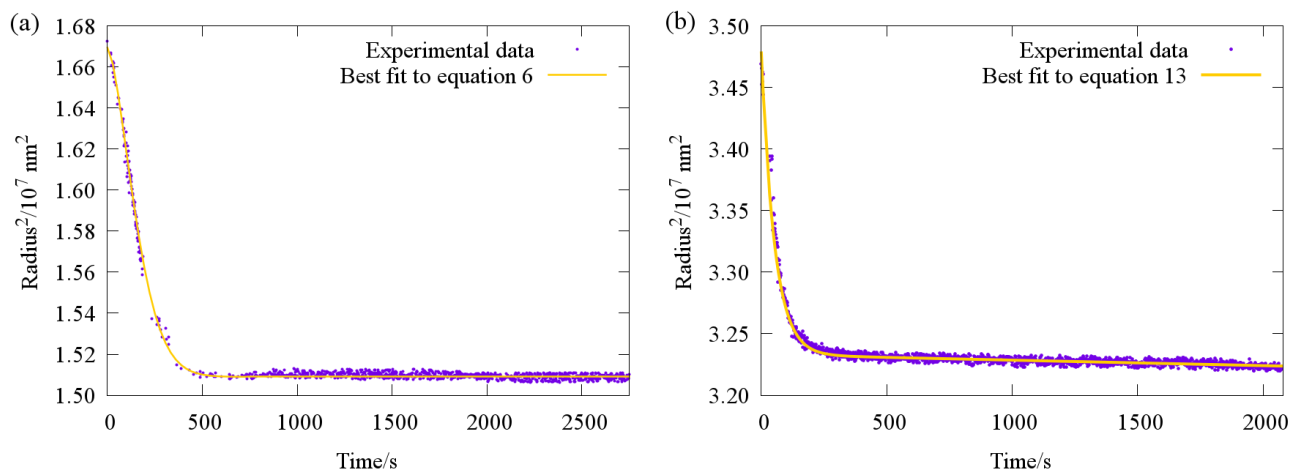 (a)
1.68
1.66
1.64
1.62
1.60
1.58
1.56
1.54
1.52
1.50
Radius²/10⁷ nm²
Experimental data
Best fit to equation 6
0
500
1000
1500
2000
2500
Time/s
(b)
3.50
3.45
3.40
3.35
3.30
3.25
3.20
Radius²/10⁷ nm²
Experimental data
Best fit to equation 13
0
500
1000
1500
2000
Time/s